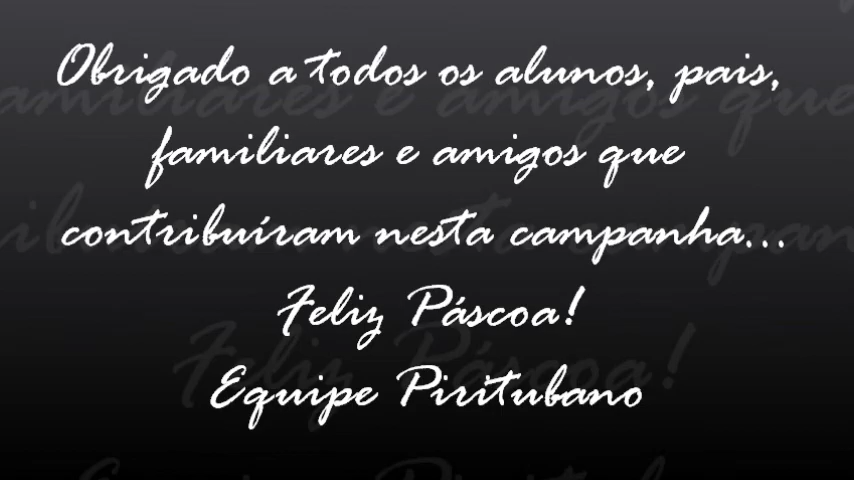 Obrigado a todos os alunos, pais,
familiares e amigos que
contribuíram nesta campanha...
Feliz Páscoa!
Equipe Piritubano